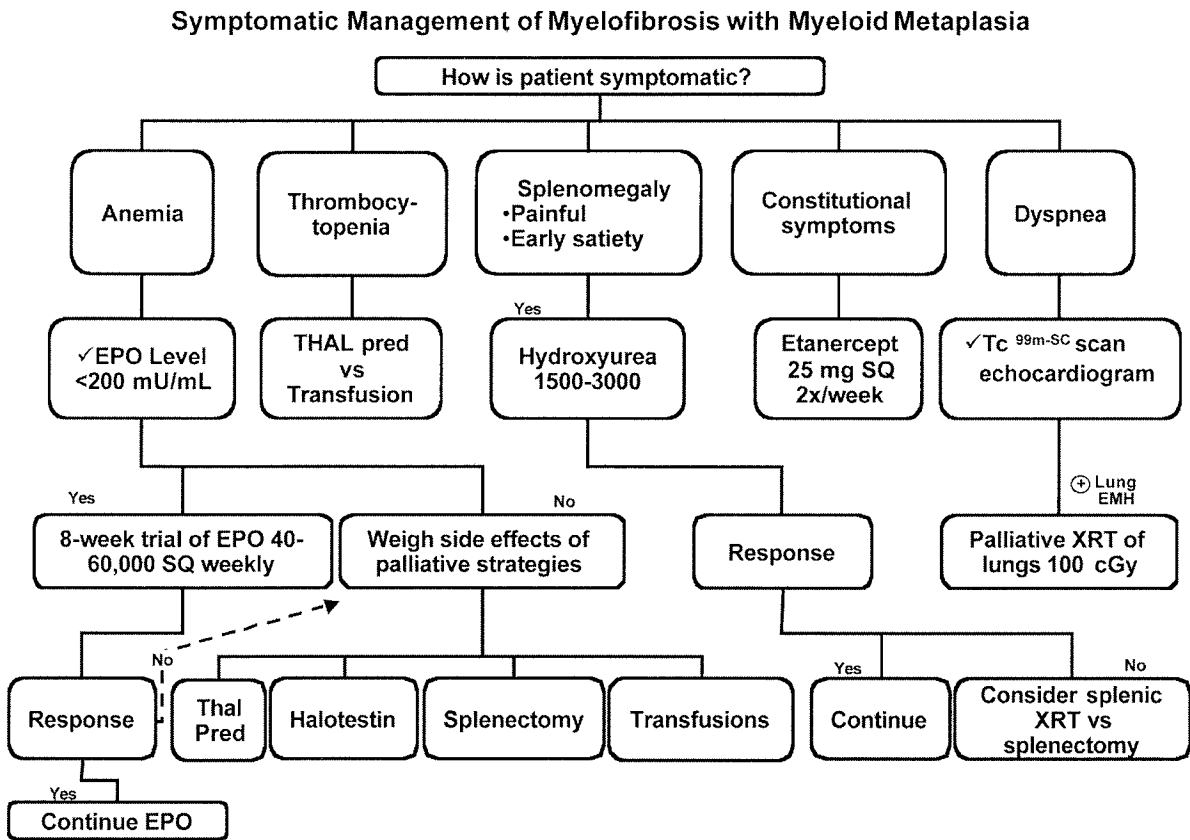 Symptomatic Management of Myelofibrosis with Myeloid Metaplasia
How is patient symptomatic?
Anemia
Thrombocy-
topenia
Splenomegaly
•Painful
•Early satiety
Constitutional
symptoms
Dyspnea
✓EPO Level
<200 mU/mL
THAL pred
vs
Transfusion
Yes
Hydroxyurea
1500-3000
Etanercept
25 mg SQ
2x/week
✓Tc 99m-SC scan
echocardiogram
Yes
8-week trial of EPO 40-
60,000 SQ weekly
No
Weigh side effects of
palliative strategies
Response
⊕ Lung
EMH
Palliative XRT of
lungs 100 cGy
Response
No
Thal
Pred
Halotestin
Splenectomy
Transfusions
Yes
Continue
No
Consider splenic
XRT vs
splenectomy
Yes
Continue EPO